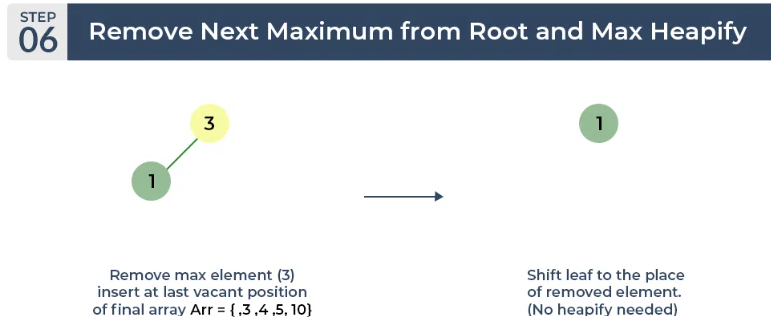 STEP
06
Remove Next Maximum from Root and Max Heapify
3
1
1
Remove max element (3)
insert at last vacant position
of final array Arr = { ,3 ,4 ,5, 10}
Shift leaf to the place
of removed element.
(No heapify needed)